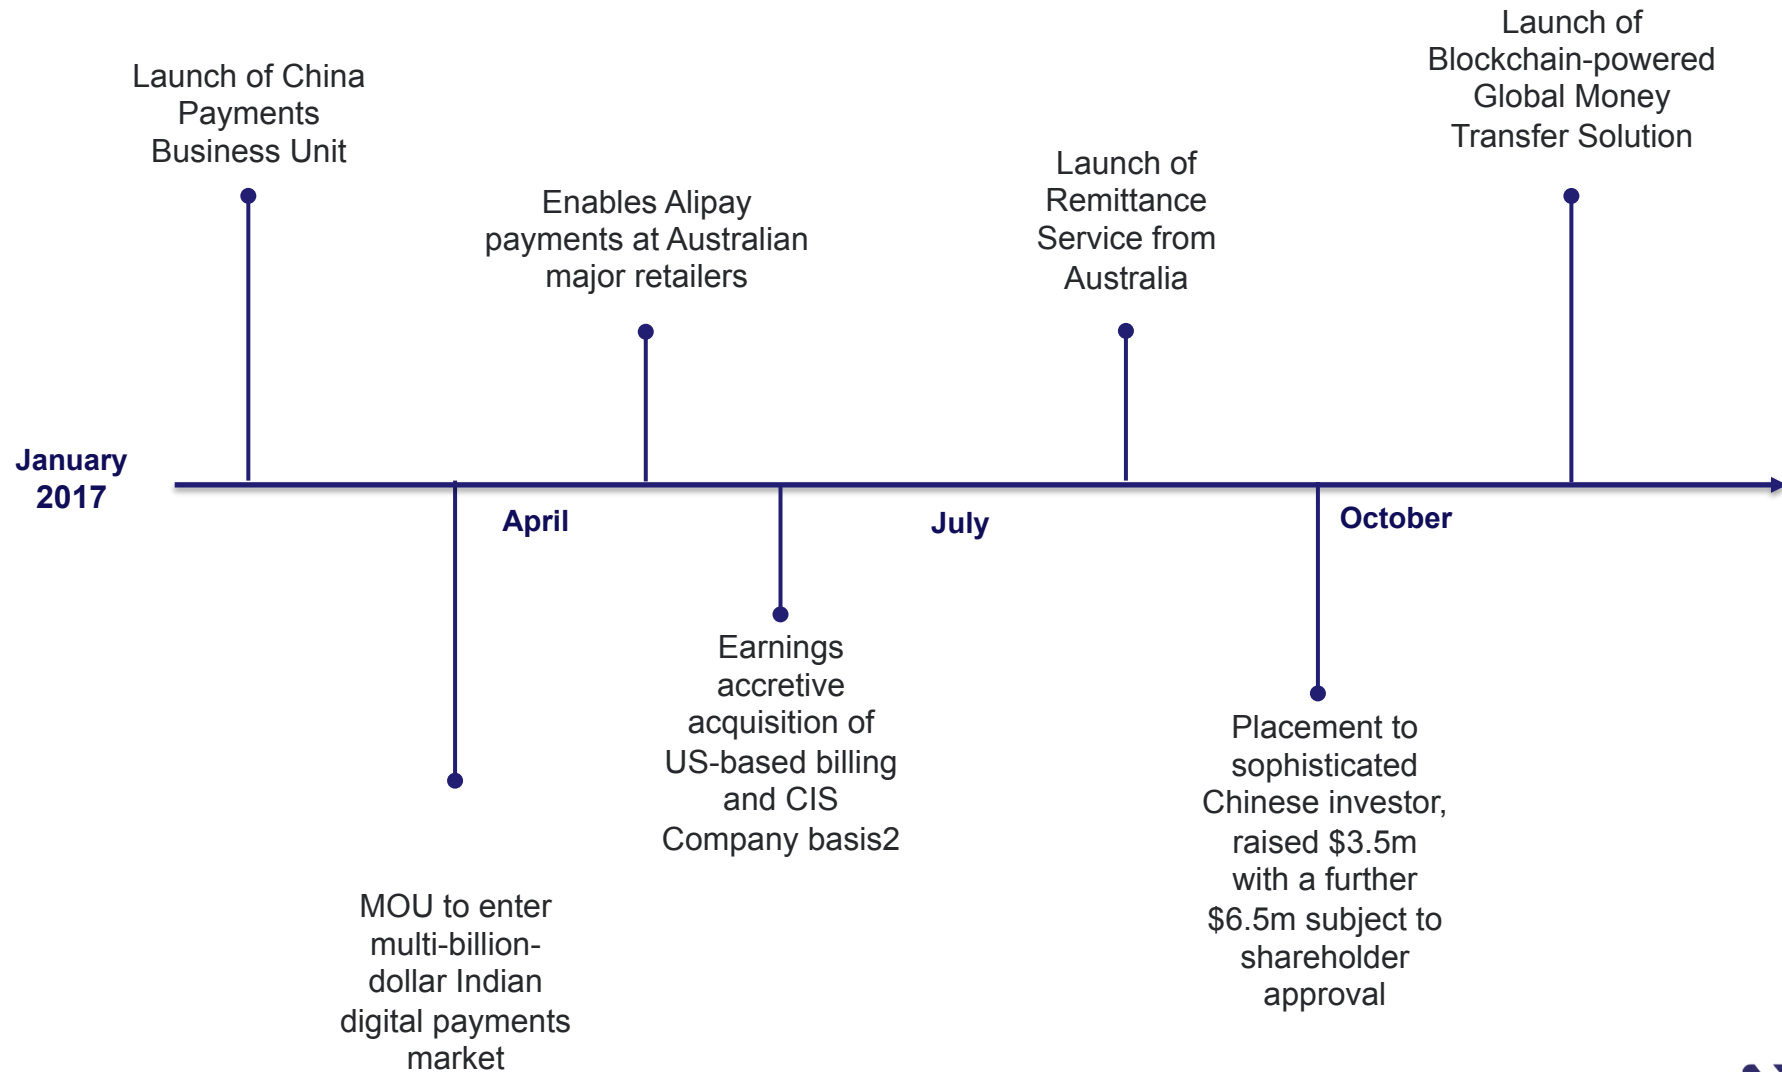 Launch of
Blockchain-powered
Global Money
Transfer Solution
Launch of China
Payments
Business Unit
Launch of
Remittance
Service from
Australia
Enables Alipay
payments at Australian
major retailers
January
2017
April
July
October
Earnings
accretive
acquisition of
US-based billing
and CIS
Company basis2
Placement to
sophisticated
Chinese investor,
raised $3.5m
with a further
$6.5m subject to
shareholder
approval
MOU to enter
multi-billion-
dollar Indian
digital payments
market